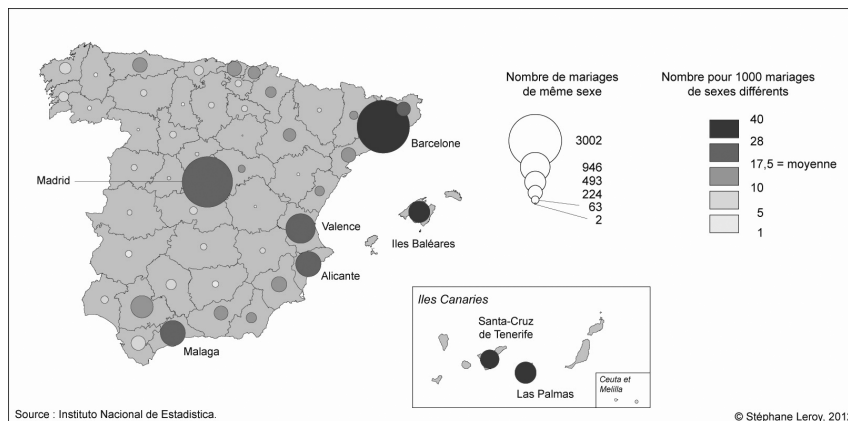 Madrid
Barcelone
Valence
Iles Baléares
Alicante
Malaga
Nombre de mariages
de même sexe
3002
946
493
224
63
2
Nombre pour 1000 mariages
de sexes différents
40
28
17,5 = moyenne
10
5
1
Iles Canaries
Santa-Cruz
de Tenerife
Las Palmas
Ceuta et
Melilla
Source : Instituto Nacional de Estadistica.
© Stéphane Leroy, 2012